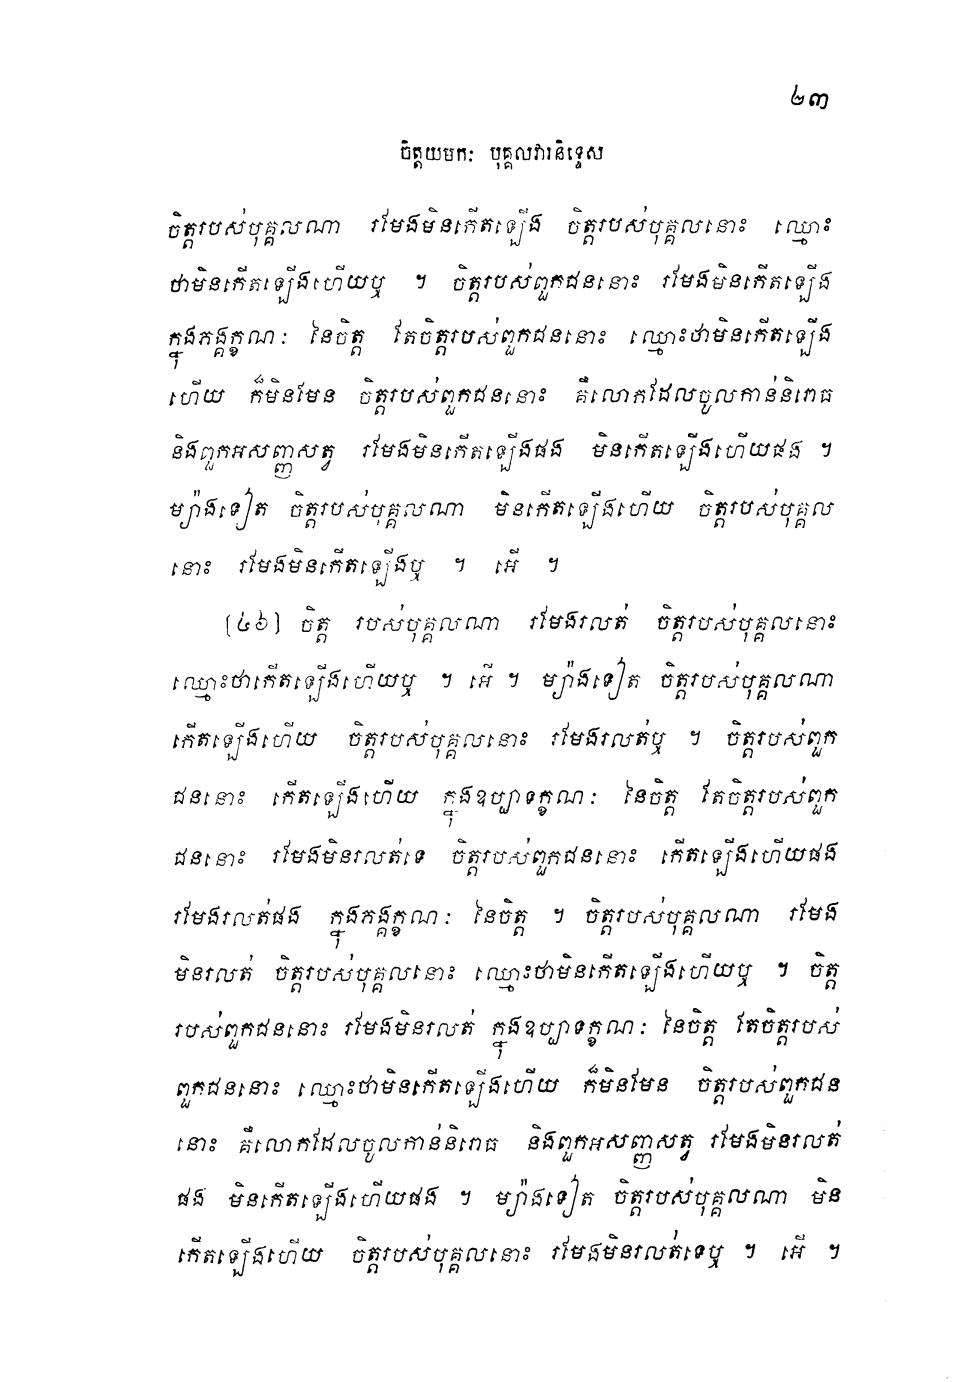 ២៣
ចិត្តយមក: បុគ្គលវារនិទ្ទេស
ចិត្តរបស់បុគ្គលណា រមែងមិនកើតឡើង ចិត្តរបស់បុគ្គលនោះ ឈ្មោះ
ថាមិនកើតឡើងហើយឬ ។ ចិត្តរបស់ពួកជននោះ រមែងមិនកើតឡើង
ក្នុងភង្គក្ខណ: នៃចិត្ត តែចិត្តរបស់ពួកជននោះ ឈ្មោះថាមិនកើតឡើង
ហើយ ក៏មិនមែន ចិត្តរបស់ពួកជននោះ គឺលោកដែលចូលកាន់និរោធ
និងពួកអសញ្ញសត្វ រមែងមិនកើតឡើងផង មិនកើតឡើងហើយផង ។
ម្យ៉ាងទៀត ចិត្តរបស់បុគ្គលណា មិនកើតឡើងហើយ ចិត្តរបស់បុគ្គល
នោះ រមែងមិនកើតឡើងឬ ។ អើ ។
[៤៦] ចិត្ត របស់បុគ្គលណា រមែងរលត់ ចិត្តរបស់បុគ្គលនោះ
ឈ្មោះថាកើតឡើងហើយឬ ។ អើ ។ ម្យ៉ាងទៀត ចិត្តរបស់បុគ្គលណា
កើតឡើងហើយ ចិត្តរបស់បុគ្គលនោះ រមែងរលត់ឬ ។ ចិត្តរបស់ពួក
ជននោះ កើតឡើងហើយ ក្នុងឧប្បាទក្ខណ: នៃចិត្ត តែចិត្តរបស់ពួក
ជននោះ រមែងមិនរលត់ទេ ចិត្តរបស់ពួកជននោះ កើតឡើងហើយផង
រមែងរលត់ផង ក្នុងភង្គក្ខណ: នៃចិត្ត ។ ចិត្តរបស់បុគ្គលណា រមែង
មិនរលត់ ចិត្តរបស់បុគ្គលនោះ ឈ្មោះថាមិនកើតឡើងហើយឬ ។ ចិត្ត
របស់ពួកជននោះ រមែងមិនរលត់ ក្នុងឧប្បាទក្ខណ: នៃចិត្ត តែចិត្តរបស់
ពួកជននោះ ឈ្មោះថាមិនកើតឡើងហើយ ក៏មិនមែន ចិត្តរបស់ពួកជន
នោះ គឺលោកដែលចូលកាន់និរោធ និងពួកអសញ្ញសត្វ រមែងមិនរលត់
ផង មិនកើតឡើងហើយផង ។ ម្យ៉ាងទៀត ចិត្តរបស់បុគ្គលណា មិន
កើតឡើងហើយ ចិត្តរបស់បុគ្គលនោះ រមែងមិនរលត់ទេឬ ។ អើ ។